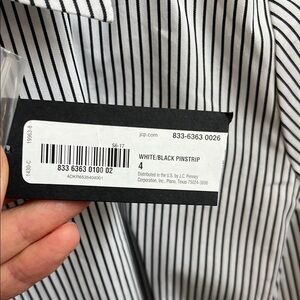 jcp.com 833-6363 0026
S6-17
WHITE/BLACK PINSTRIP
4
833 6363 0100 02
Distributed in the U.S. by J.C. Penney
Corporation, Inc., Plano, Texas 75024-3698